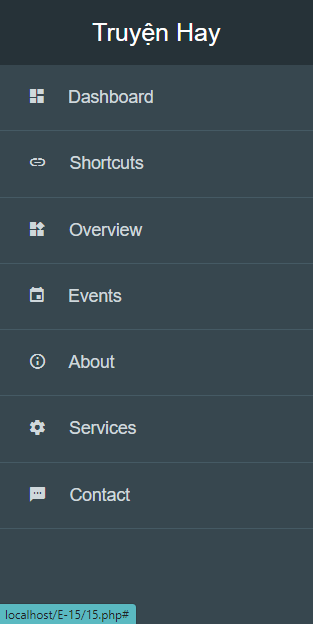 Truyện Hay
Dashboard
Shortcuts
Overview
Events
About
Services
Contact
localhost/E-15/15.php#